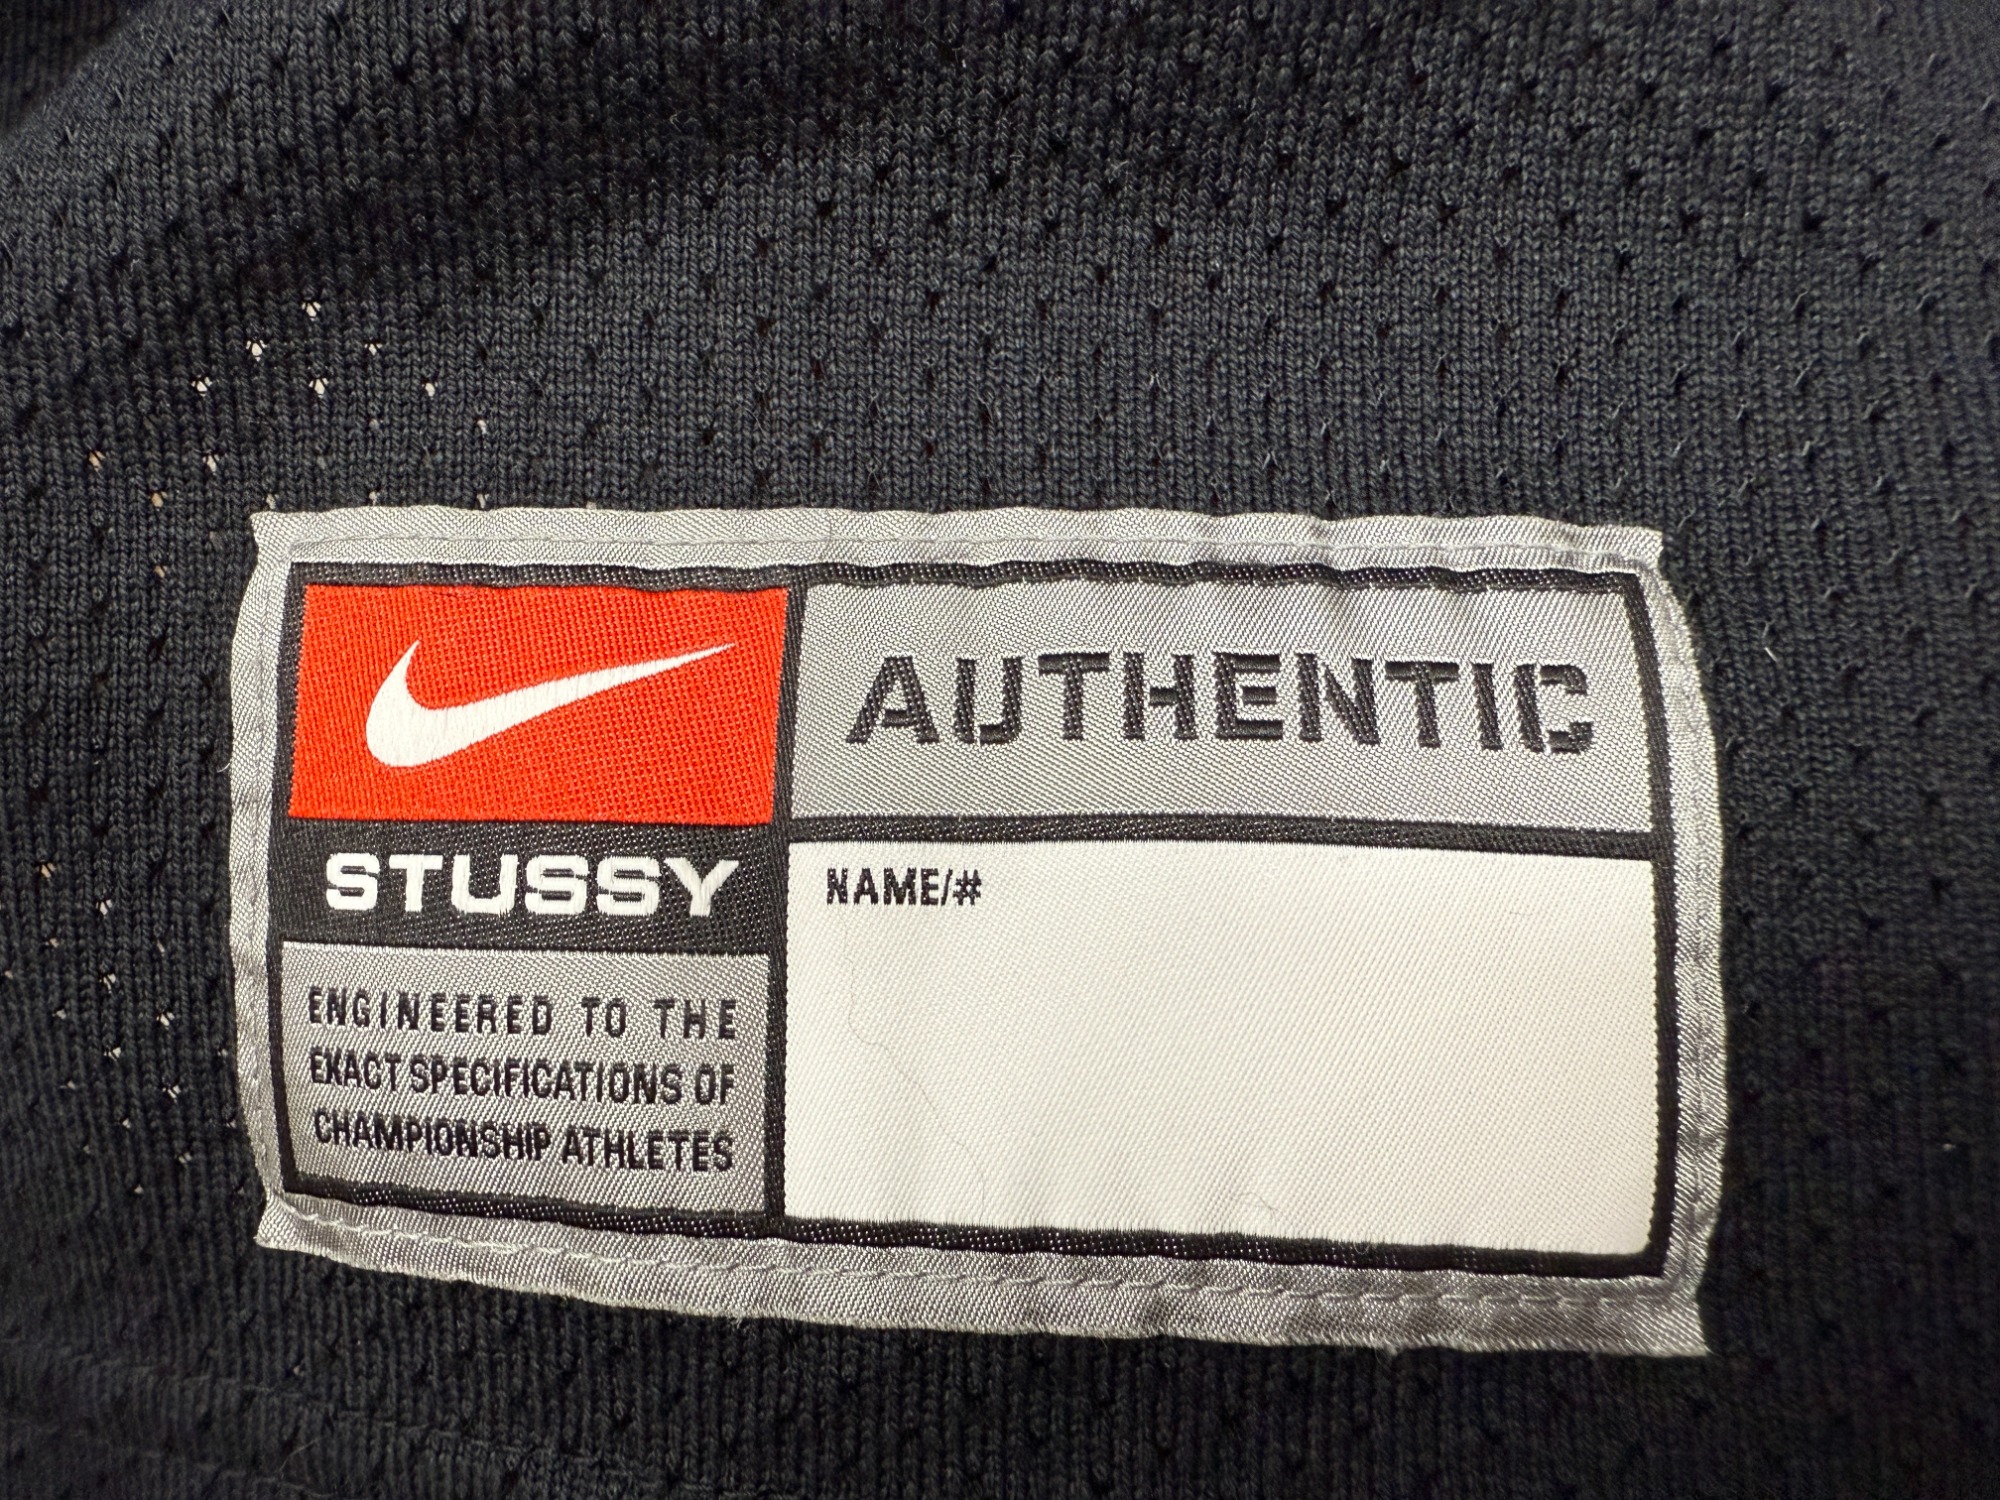 AUTHENTIC
STUSSY
NAME/#
ENGINEERED TO THE
EXACT SPECIFICATIONS OF
CHAMPIONSHIP ATHLETES